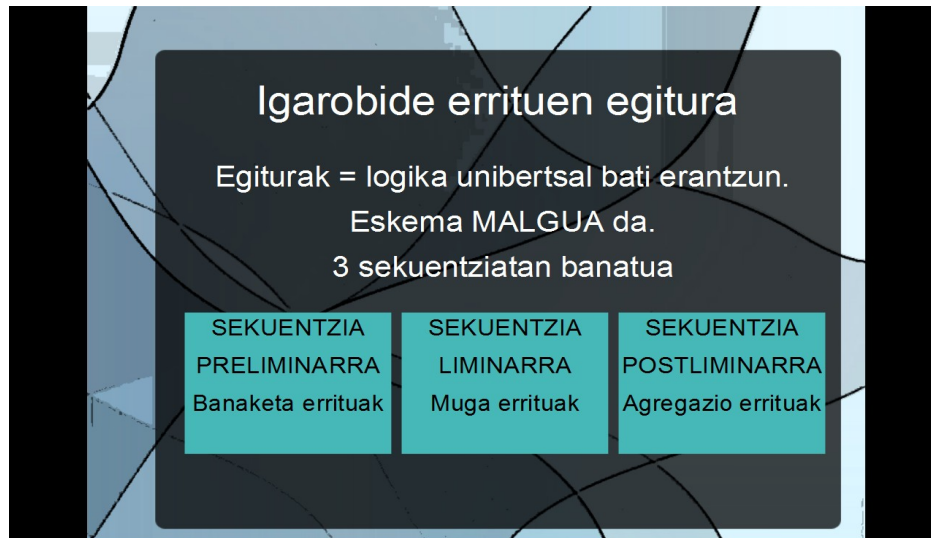 Igarobide errituen egitura
Egiturak = logika unibertsal bati erantzun.
Eskema MALGUA da.
3 sekuentziatan banatua
SEKUENTZIA
PRELIMINARRA
Banaketa errituak
SEKUENTZIA
LIMINARRA
Muga errituak
SEKUENTZIA
POSTLIMINARRA
Agregazio errituak